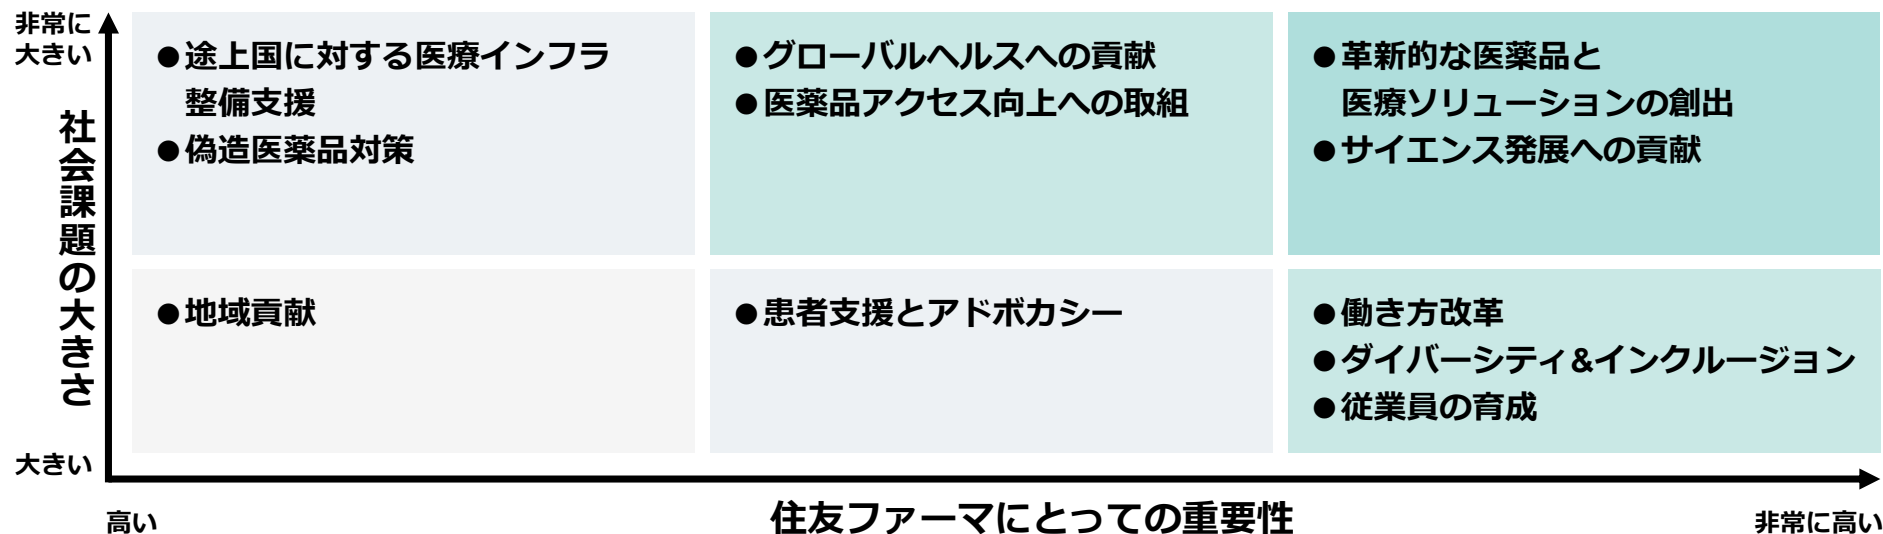 非常に
大きい
社会課題の大きさ
大きい
●途上国に対する医療インフラ
整備支援
●偽造医薬品対策
●グローバルヘルスへの貢献
●医薬品アクセス向上への取組
●革新的な医薬品と
医療ソリューションの創出
●サイエンス発展への貢献
●地域貢献
●患者支援とアドボカシー
●働き方改革
●ダイバーシティ&インクルージョン
●従業員の育成
高い
住友ファーマにとっての重要性
非常に高い